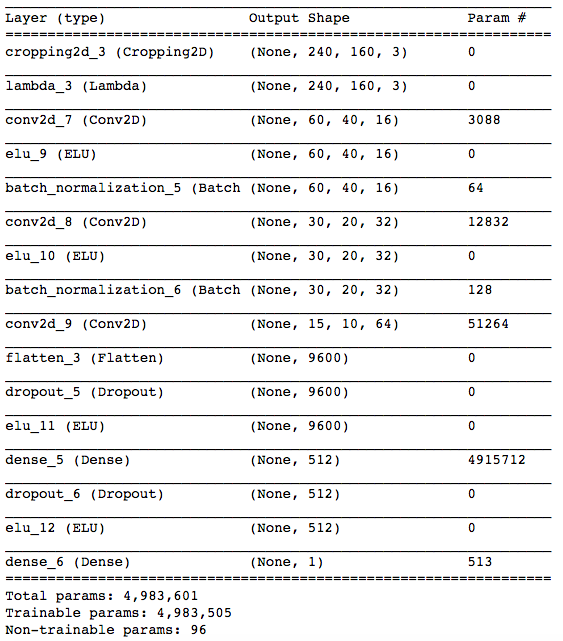 Layer (type) Output Shape Param #
cropping2d_3 (Cropping2D) (None, 240, 160, 3) 0
lambda_3 (Lambda) (None, 240, 160, 3) 0
conv2d_7 (Conv2D) (None, 60, 40, 16) 3088
elu_9 (ELU) (None, 60, 40, 16) 0
batch_normalization_5 (Batch (None, 60, 40, 16) 64
conv2d_8 (Conv2D) (None, 30, 20, 32) 12832
elu_10 (ELU) (None, 30, 20, 32) 0
batch_normalization_6 (Batch (None, 30, 20, 32) 128
conv2d_9 (Conv2D) (None, 15, 10, 64) 51264
flatten_3 (Flatten) (None, 9600) 0
dropout_5 (Dropout) (None, 9600) 0
elu_11 (ELU) (None, 9600) 0
dense_5 (Dense) (None, 512) 4915712
dropout_6 (Dropout) (None, 512) 0
elu_12 (ELU) (None, 512) 0
dense_6 (Dense) (None, 1) 513
Total params: 4,983,601
Trainable params: 4,983,505
Non-trainable params: 96